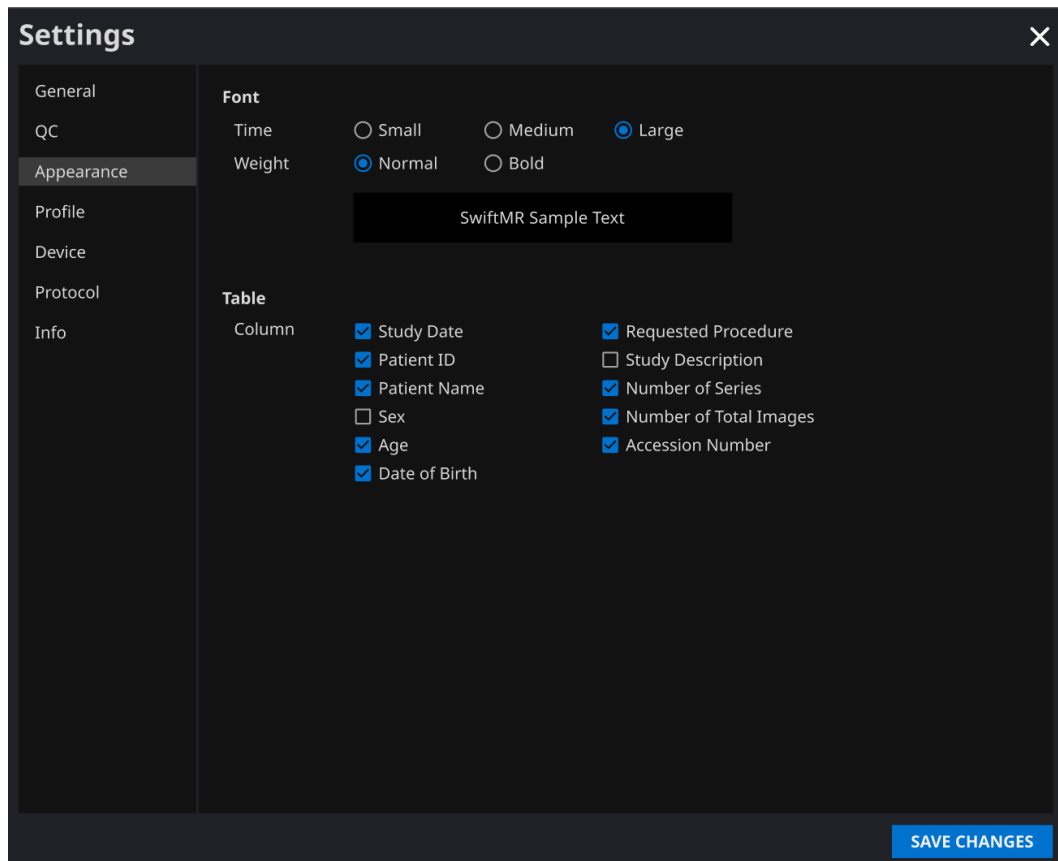 Settings
General
QC
Appearance
Profile
Device
Protocol
Info
Font
Time Small Medium Large
Weight Normal Bold
SwiftMR Sample Text
Table
Column Study Date Requested Procedure
Patient ID Study Description
Patient Name Number of Series
Sex Number of Total Images
Age Accession Number
Date of Birth
SAVE CHANGES